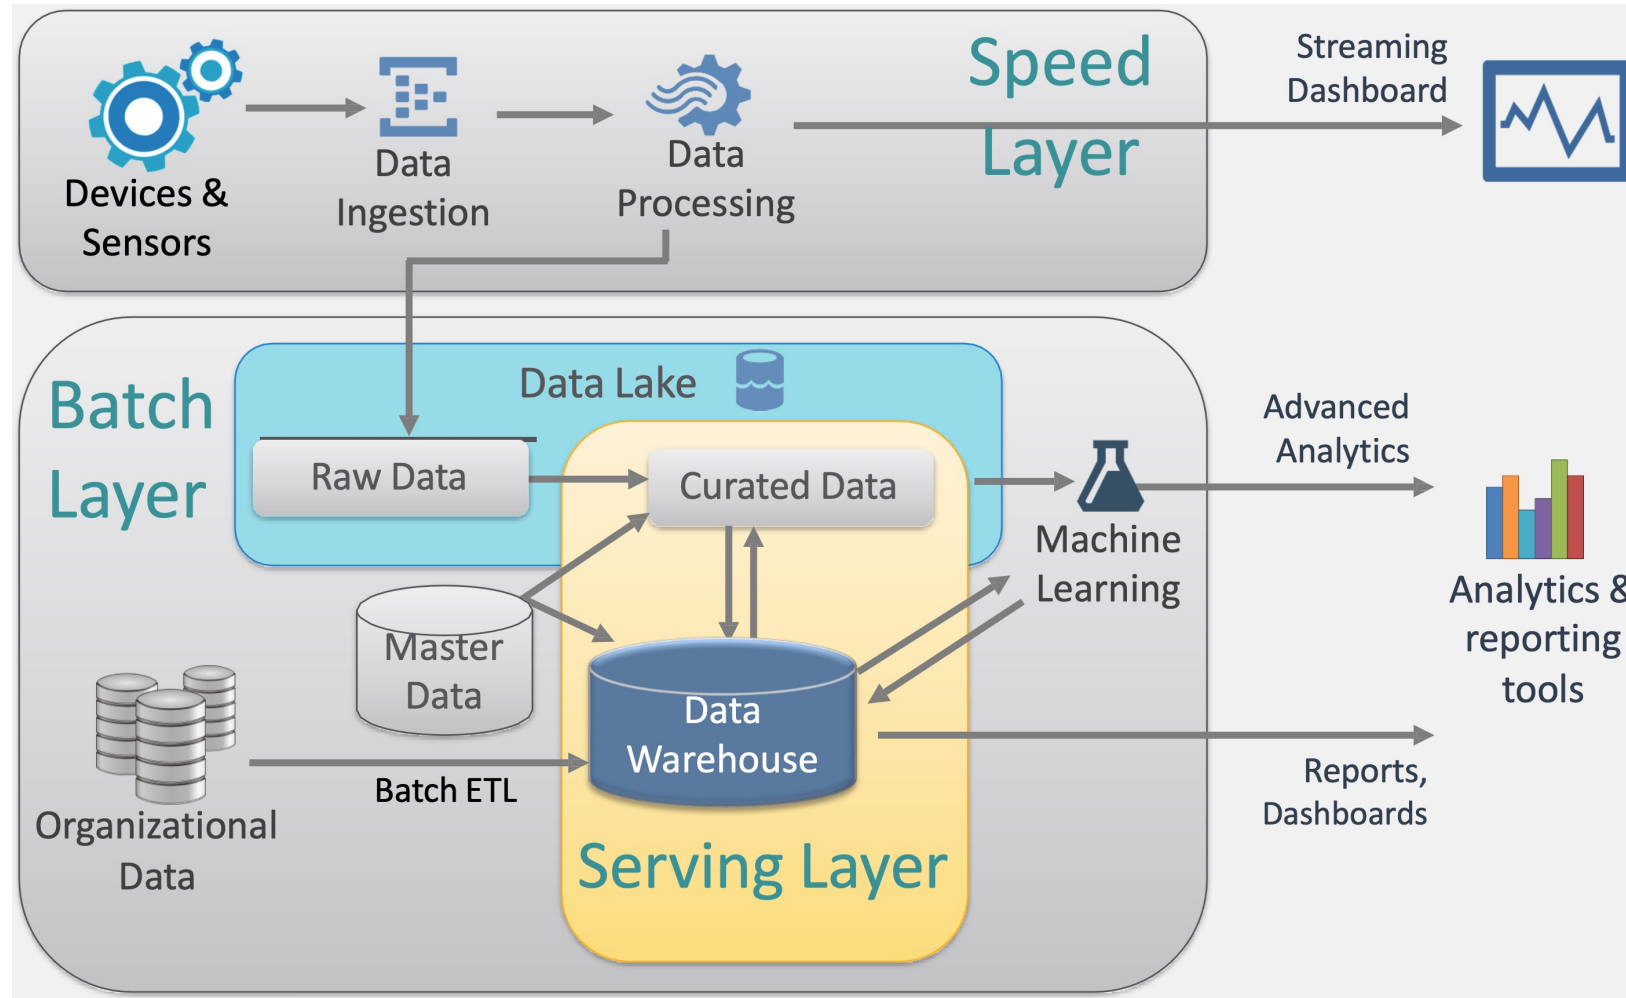 Speed
Layer
Streaming
Dashboard
Devices &
Sensors
Data
Ingestion
Data
Processing
Batch
Layer
Data Lake
Raw Data
Curated Data
Advanced
Analytics
Machine
Learning
Analytics &
reporting
tools
Master
Data
Data
Warehouse
Batch ETL
Organizational
Data
Reports,
Dashboards
Serving Layer